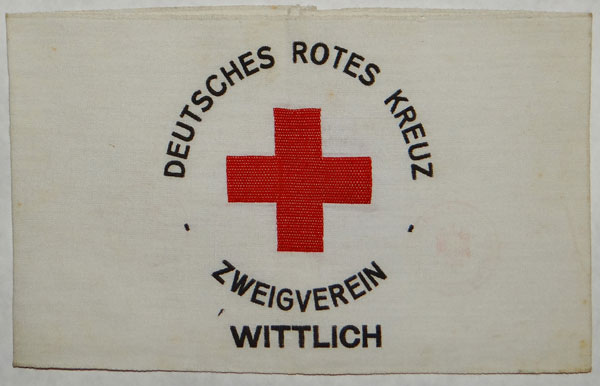 DEUTSCHES ROTES KREUZ
- ZWEIGVEREIN -
WITTLICH